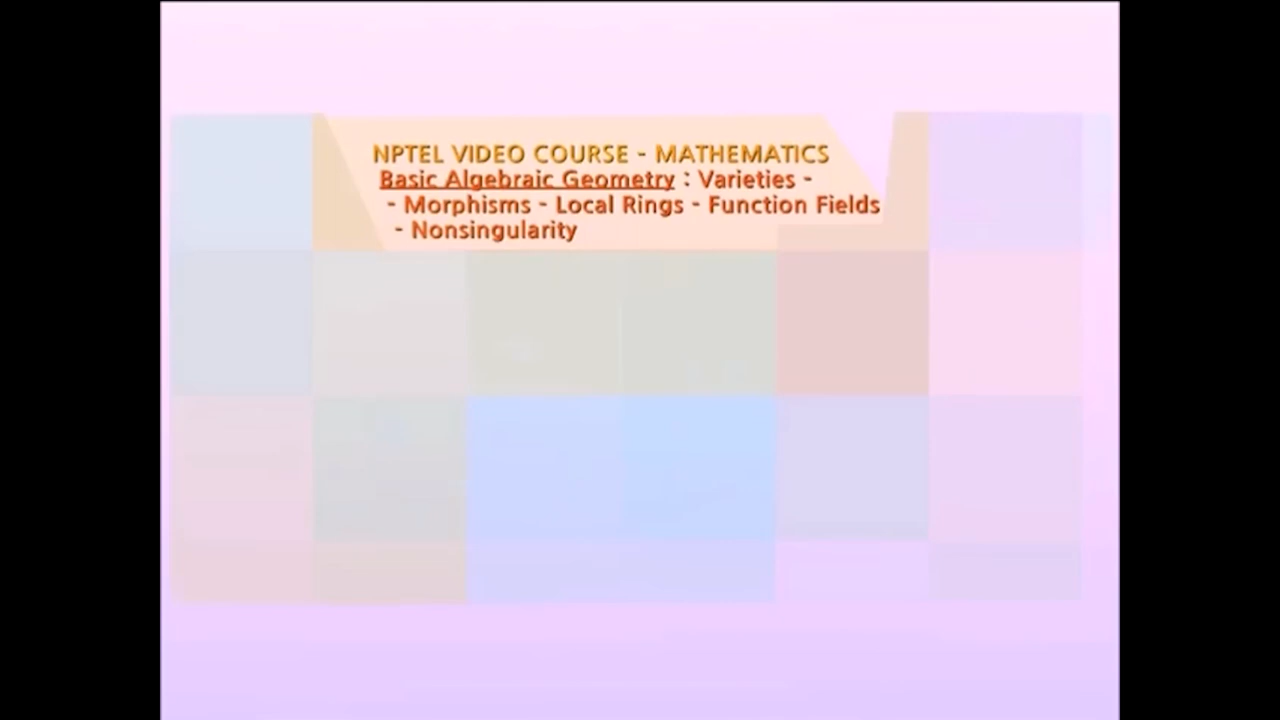 NPTEL VIDEO COURSE - MATHEMATICS
Basic Algebraic Geometry : Varieties -
- Morphisms - Local Rings - Function Fields
- Nonsingularity